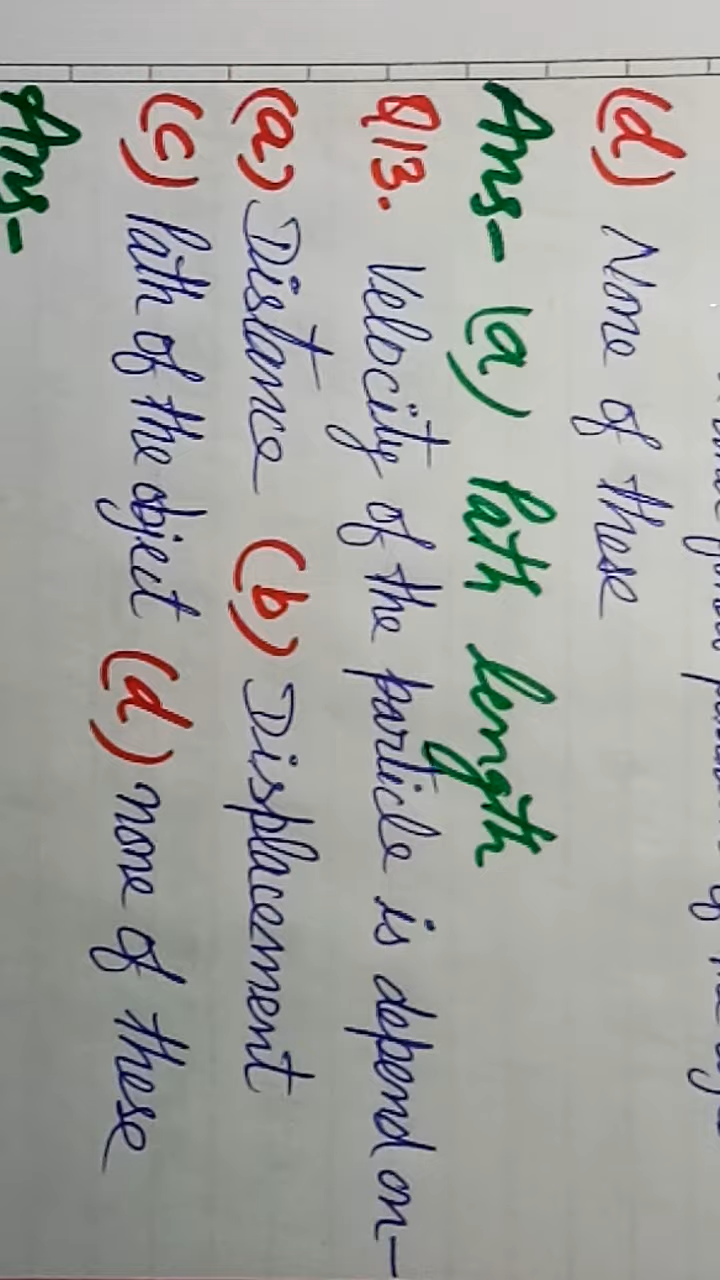 (d) None of these
Ans- (a) Path length
Q13. Velocity of the particle is depend on-
(a) Distance (b) Displacement
(c) Path of the object (d) none of these
Ans-